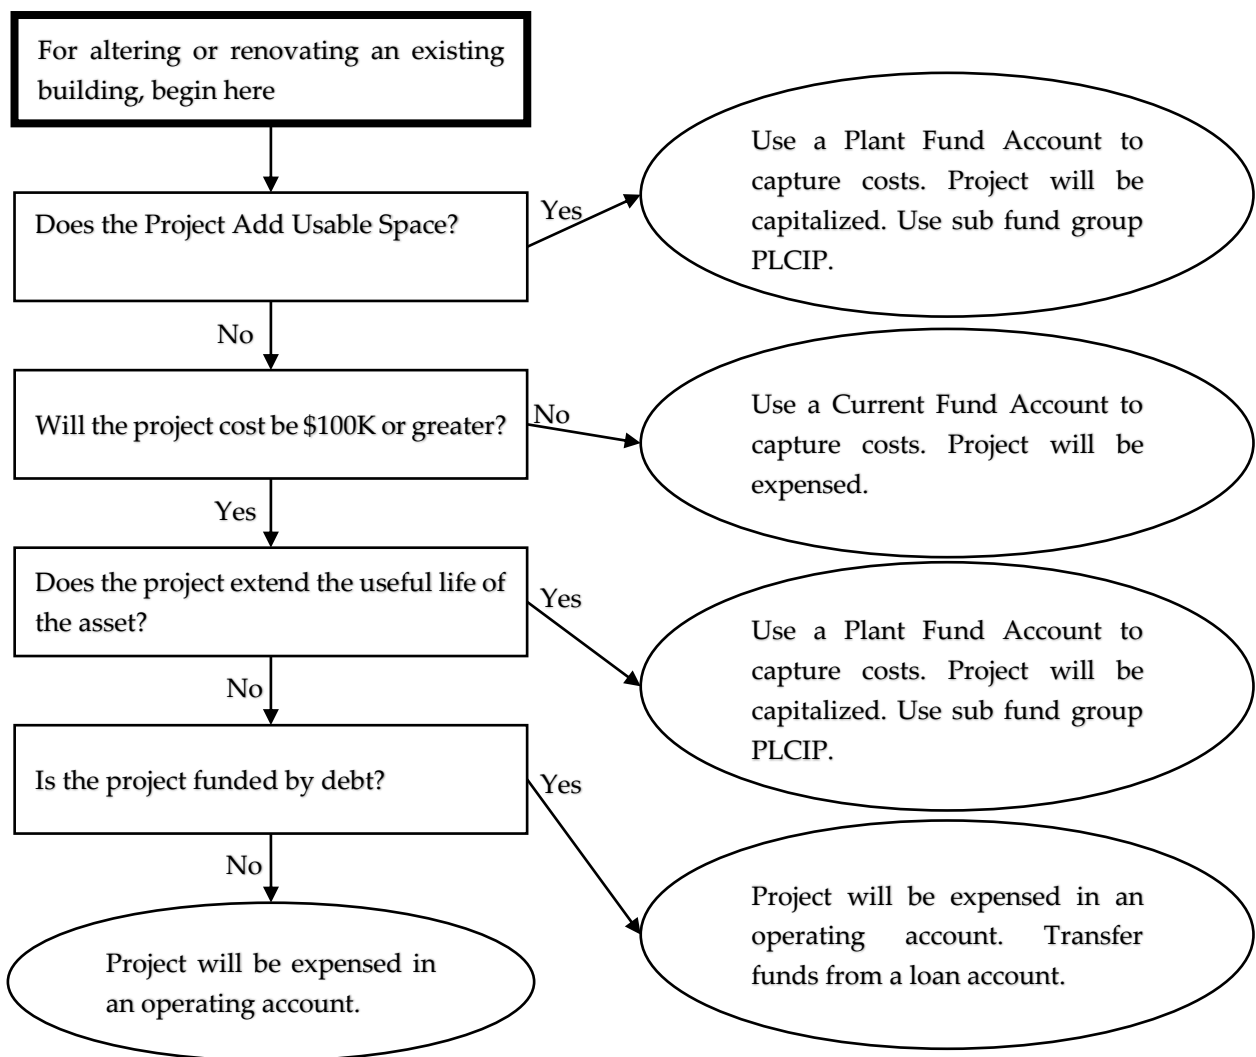 For altering or renovating an existing
building, begin here
Does the Project Add Usable Space?
Yes
Use a Plant Fund Account to
capture costs. Project will be
capitalized. Use sub fund group
PLCIP.
No
Will the project cost be $100K or greater?
No
Use a Current Fund Account to
capture costs. Project will be
expensed.
Yes
Does the project extend the useful life of
the asset?
Yes
Use a Plant Fund Account to
capture costs. Project will be
capitalized. Use sub fund group
PLCIP.
No
Is the project funded by debt?
Yes
Project will be expensed in an
operating account. Transfer
funds from a loan account.
No
Project will be expensed in
an operating account.